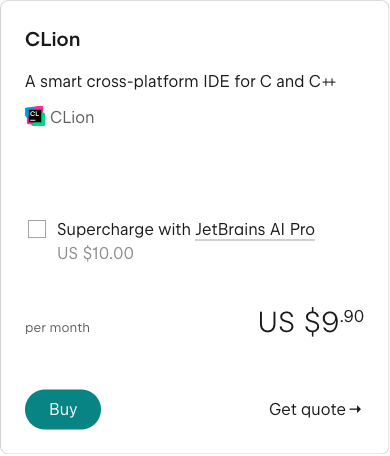 CLion
A smart cross-platform IDE for C and C++
CL
CLion
Supercharge with JetBrains AI Pro
US $10.00
per month
US $9.90
Buy
Get quote →